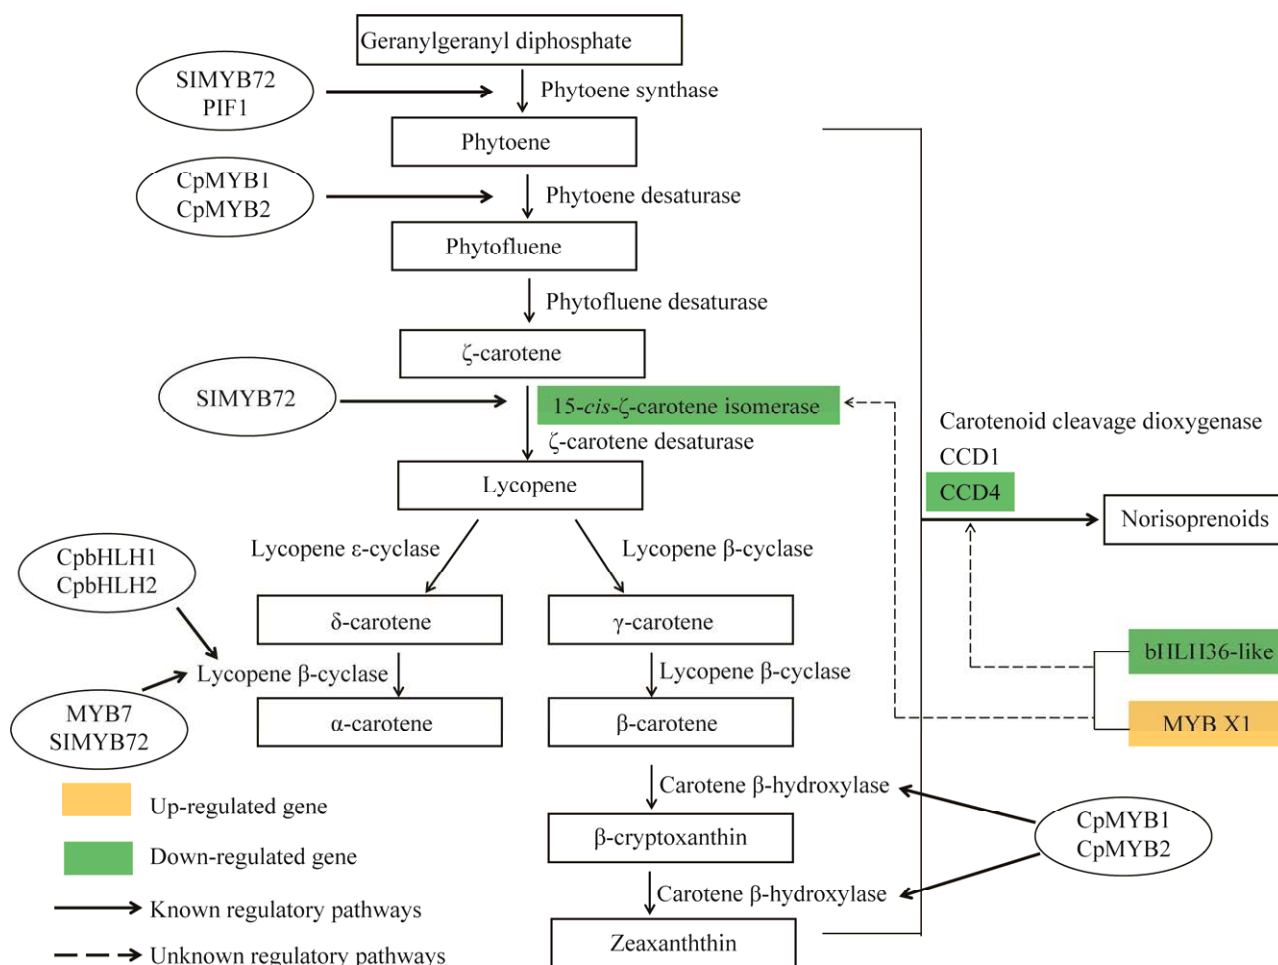 Geranylgeranyl diphosphate
SIMYB72
PIF1
Phytoene synthase
Phytoene
CpMYB1
CpMYB2
Phytoene desaturase
Phytofluene
Phytofluene desaturase
ζ-carotene
SIMYB72
15-cis-ζ-carotene isomerase
ζ-carotene desaturase
Carotenoid cleavage dioxygenase
CCD1
CCD4
Norisoprenoids
Lycopene
Lycopene ε-cyclase
Lycopene β-cyclase
CpbHLH1
CpbHLH2
δ-carotene
γ-carotene
bHLH36-like
Lycopene β-cyclase
Lycopene β-cyclase
MYB7
SIMYB72
α-carotene
β-carotene
MYB X1
Carotene β-hydroxylase
Up-regulated gene
β-cryptoxanthin
CpMYB1
CpMYB2
Down-regulated gene
Carotene β-hydroxylase
Known regulatory pathways
Zeaxanththin
Unknown regulatory pathways